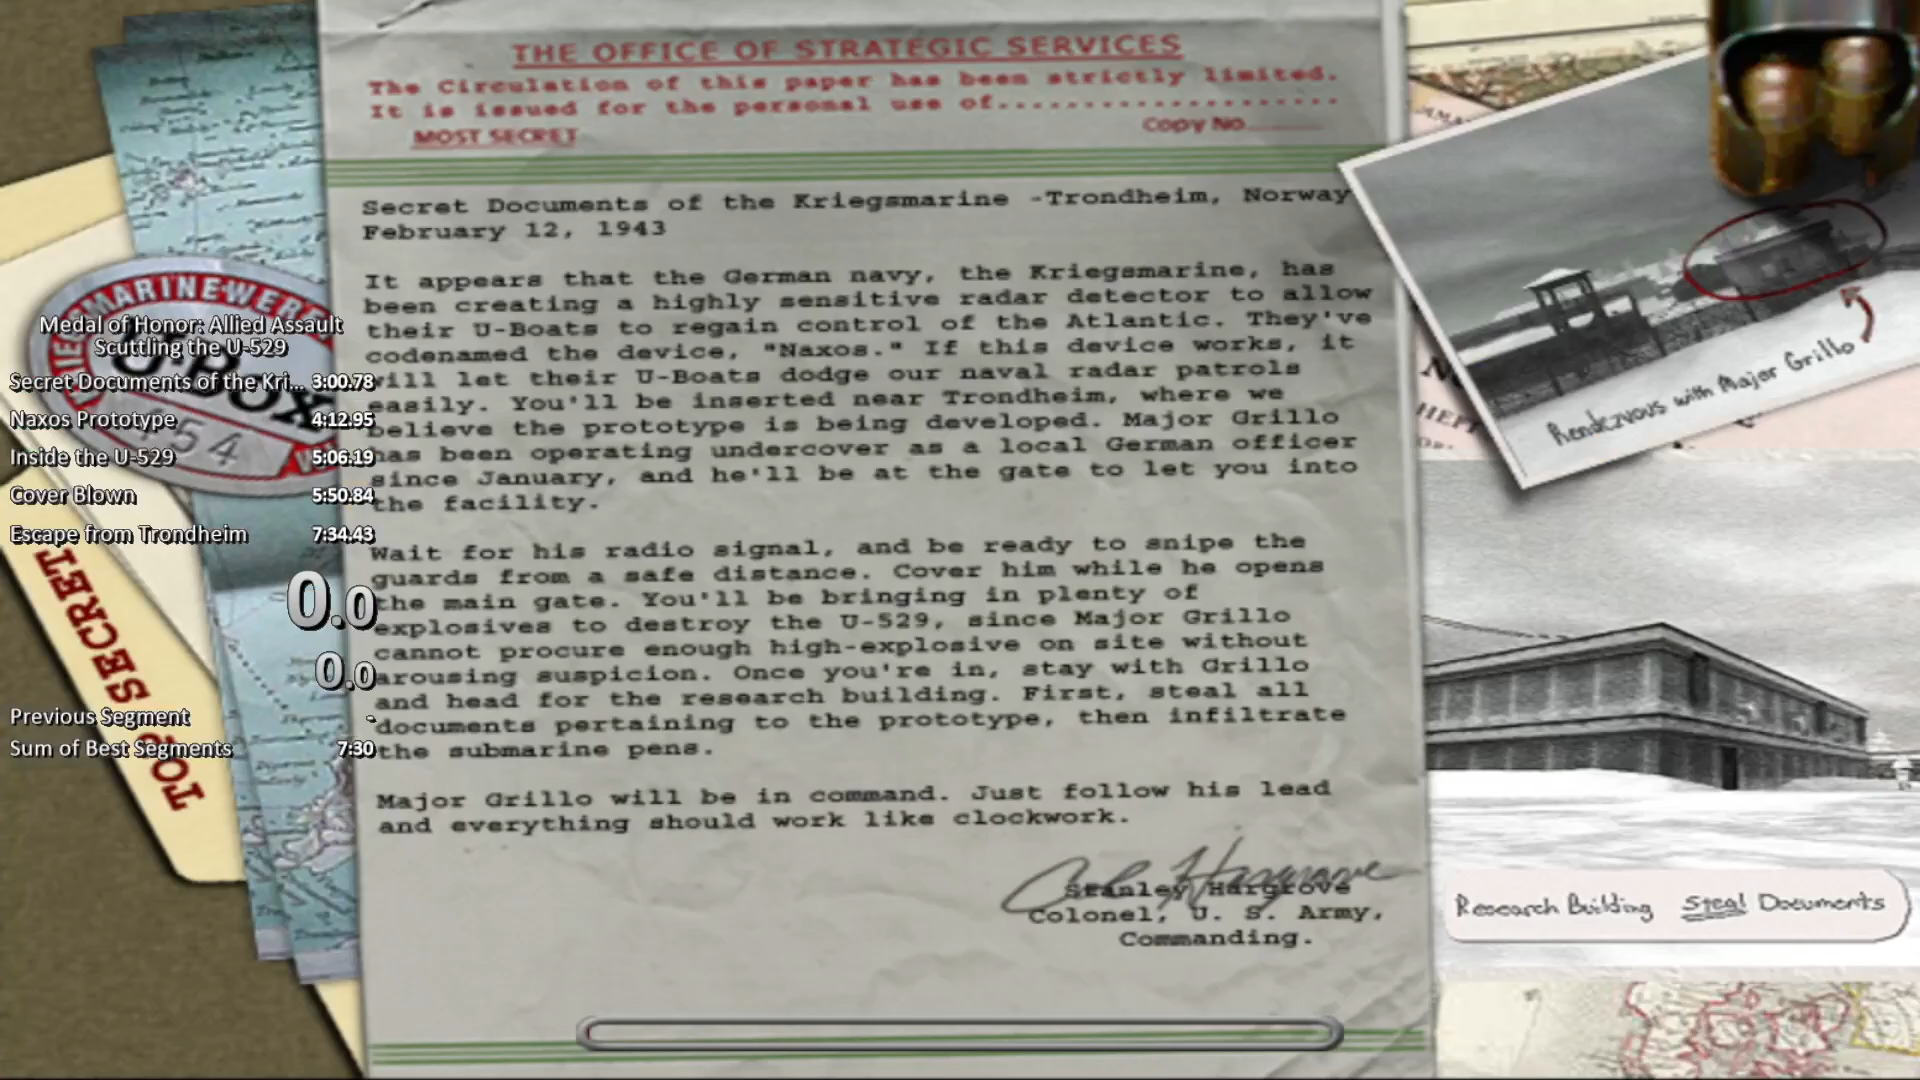 THE OFFICE OF STRATEGIC SERVICES
The Circulation of this paper has been strictly limited.
It is issued for the personal use of....................
MOST SECRET
Copy No.
Secret Documents of the Kriegsmarine -Trondheim, Norway
February 12, 1943
It appears that the German navy, the Kriegsmarine, has
been creating a highly sensitive radar detector to allow
their U-Boats to regain control of the Atlantic. They've
codenamed the device, "Naxos." If this device works, it
will let their U-Boats dodge our naval radar patrols
easily. You'll be inserted near Trondheim, where we
believe the prototype is being developed. Major Grillo
has been operating undercover as a local German officer
since January, and he'll be at the gate to let you into
the facility.
Wait for his radio signal, and be ready to snipe the
guards from a safe distance. Cover him while he opens
the main gate. You'll be bringing in plenty of
explosives to destroy the U-529, since Major Grillo
cannot procure enough high-explosive on site without
arousing suspicion. Once you're in, stay with Grillo
and head for the research building. First, steal all
documents pertaining to the prototype, then infiltrate
the submarine pens.
Major Grillo will be in command. Just follow his lead
and everything should work like clockwork.
Stanley Hargrove
Colonel, U. S. Army,
Commanding.
Medal of Honor: Allied Assault
Scuttling the U-529
Secret Documents of the Kri... 3:00.78
Naxos Prototype 4:12.95
Inside the U-529 5:06.19
Cover Blown 5:50.84
Escape from Trondheim 7:34.43
0.0
0.0
Previous Segment -
Sum of Best Segments 7:30
TOP SECRET
454
Rendezvous with Major Grillo
Research Building Steal Documents